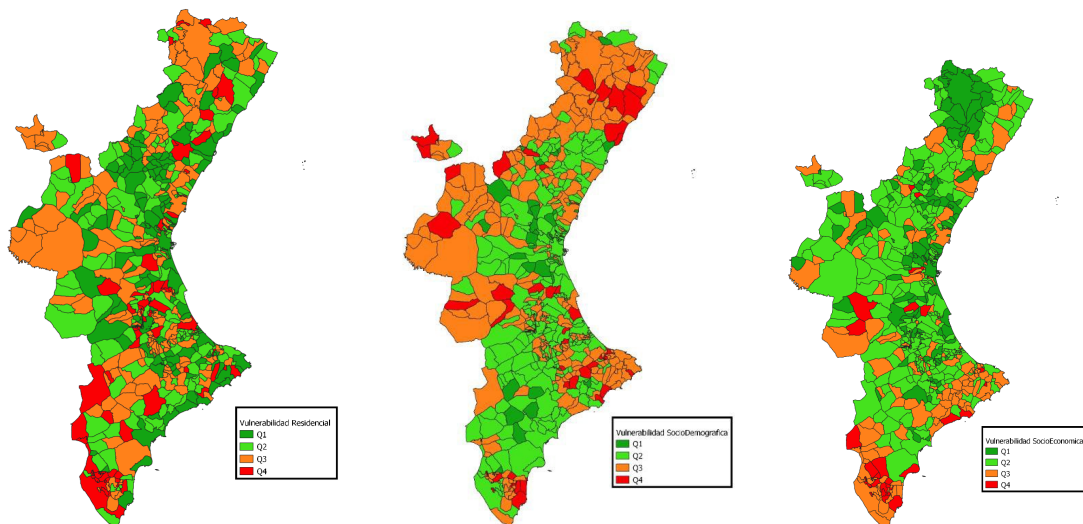 Vulnerabilidad Residencial
Q1
Q2
Q3
Q4
Vulnerabilidad SocioDemografica
Q1
Q2
Q3
Q4
Vulnerabilidad SocioEconomica
Q1
Q2
Q3
Q4